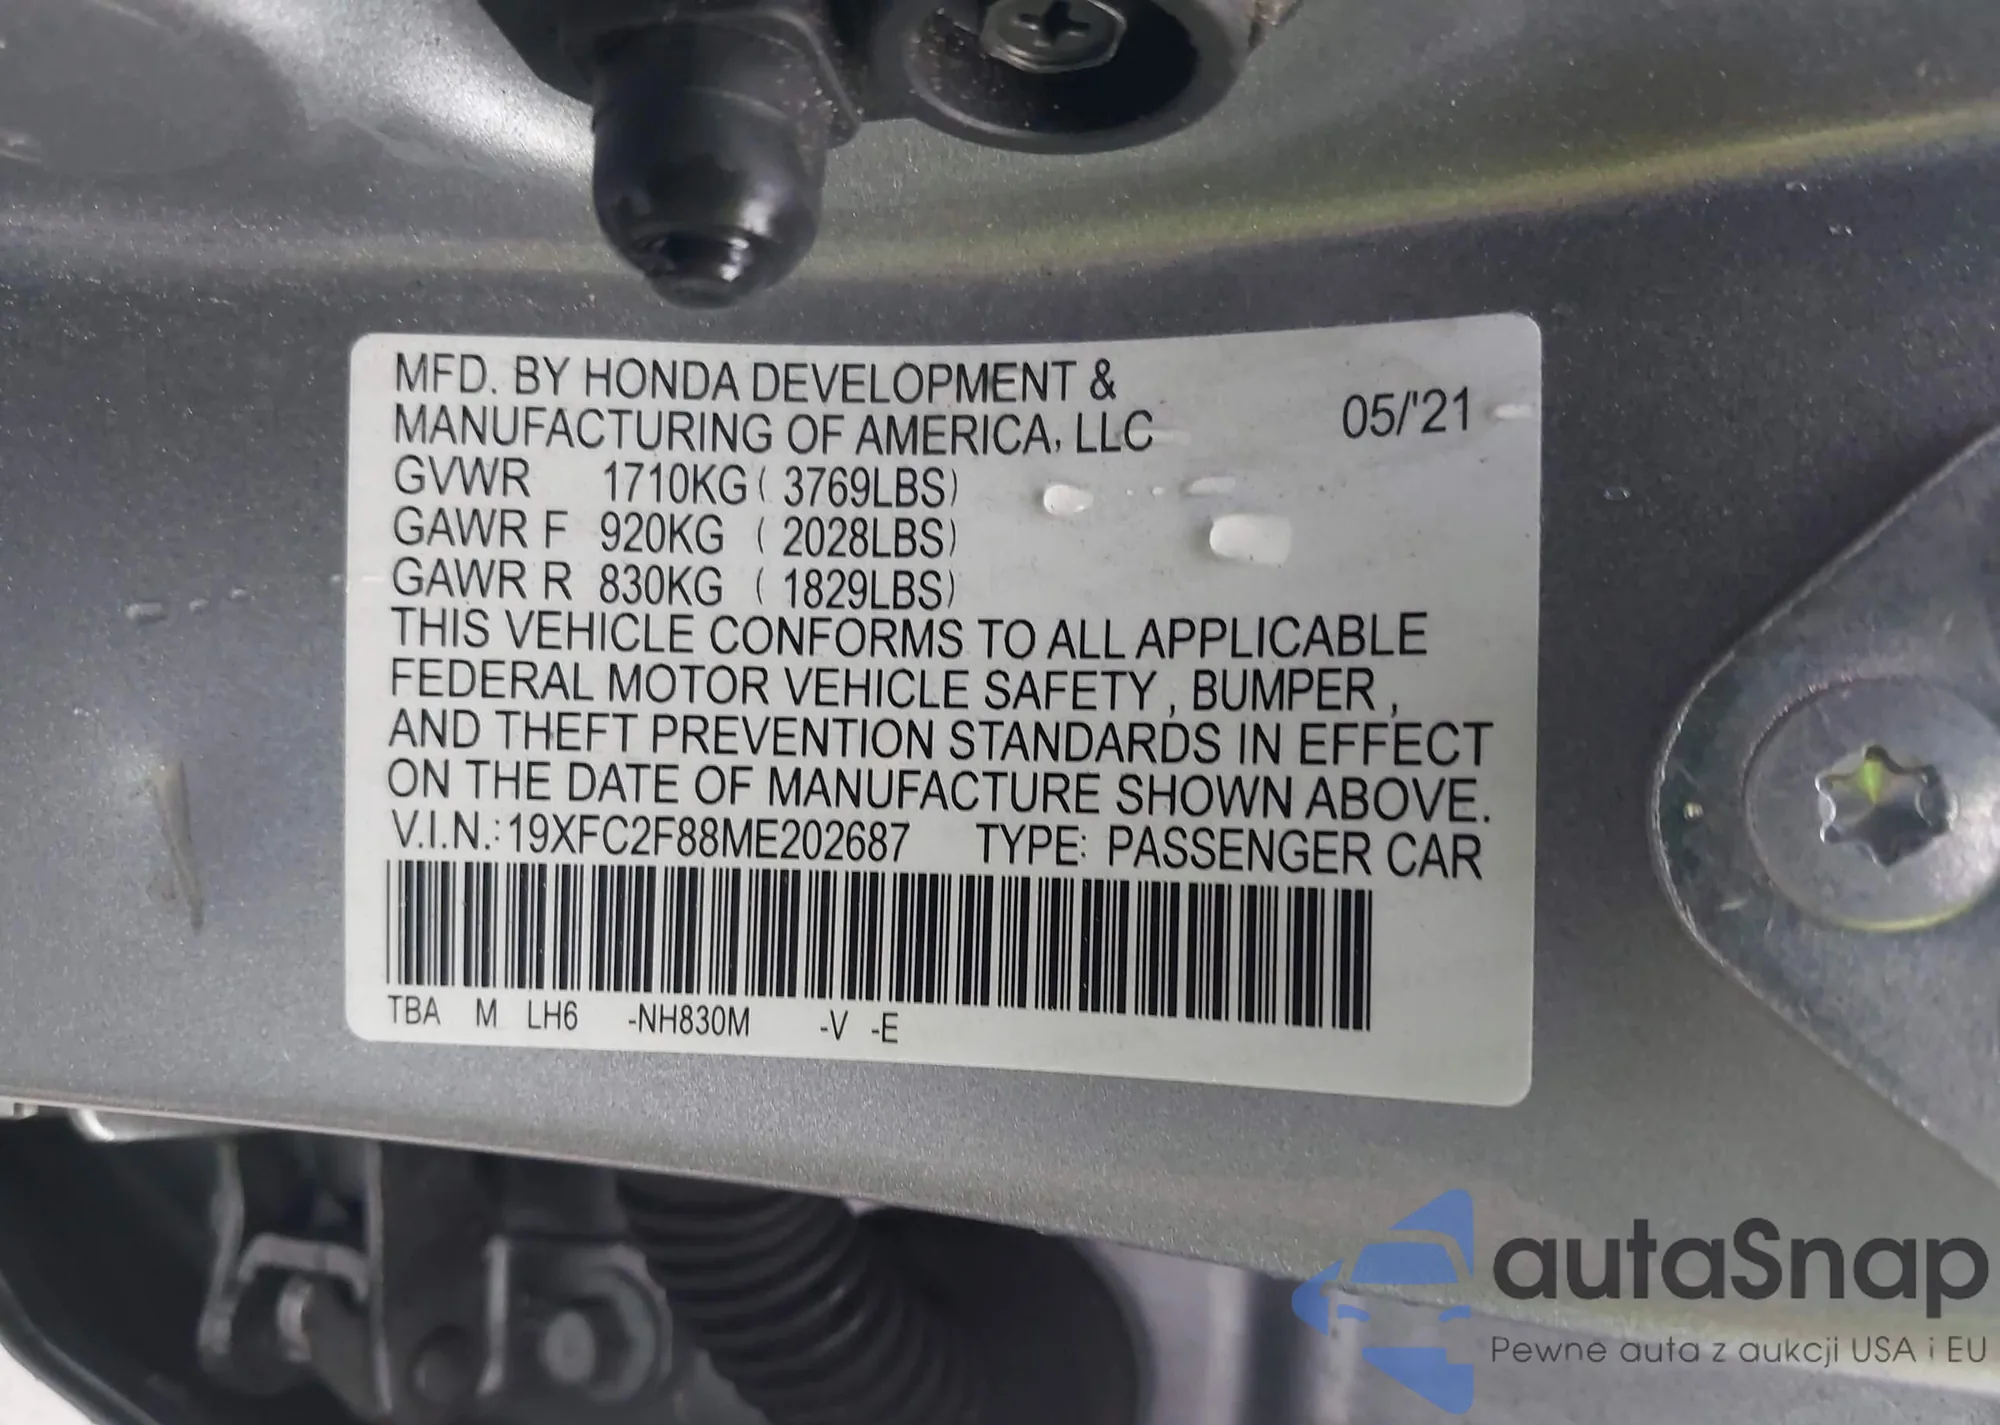 MFD. BY HONDA DEVELOPMENT &
MANUFACTURING OF AMERICA, LLC 05/'21
GVWR 1710KG ( 3769LBS)
GAWR F 920KG ( 2028LBS)
GAWR R 830KG ( 1829LBS)
THIS VEHICLE CONFORMS TO ALL APPLICABLE
FEDERAL MOTOR VEHICLE SAFETY , BUMPER ,
AND THEFT PREVENTION STANDARDS IN EFFECT
ON THE DATE OF MANUFACTURE SHOWN ABOVE.
V.I.N.: 19XFC2F88ME202687 TYPE: PASSENGER CAR
TBA M LH6 -NH830M -V -E
autaSnap
Pewne auta z aukcji USA i EU